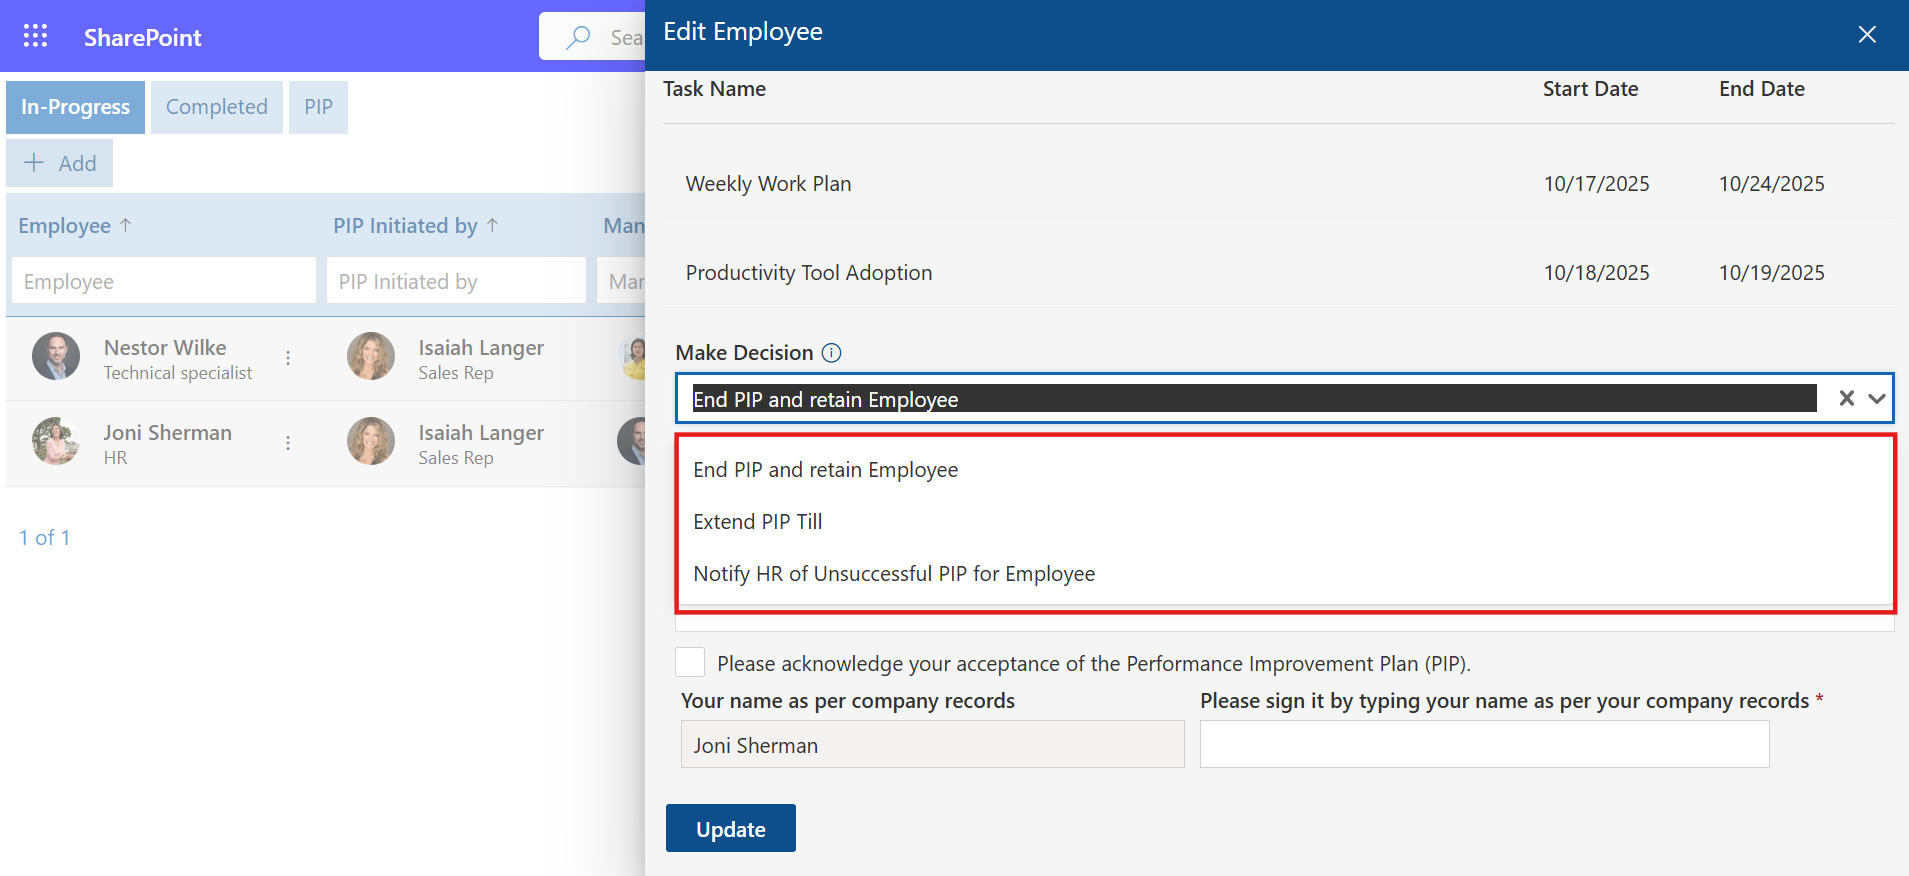 SharePoint
Sea
In-Progress
Completed
PIP
Add
Employee ↑
PIP Initiated by ↑
Man
Employee
PIP Initiated by
Mar
Nestor Wilke
Technical specialist
Isaiah Langer
Sales Rep
Joni Sherman
HR
Isaiah Langer
Sales Rep
1 of 1
Edit Employee
Task Name
Start Date
End Date
Weekly Work Plan
10/17/2025
10/24/2025
Productivity Tool Adoption
10/18/2025
10/19/2025
Make Decision
End PIP and retain Employee
End PIP and retain Employee
Extend PIP Till
Notify HR of Unsuccessful PIP for Employee
Please acknowledge your acceptance of the Performance Improvement Plan (PIP).
Your name as per company records
Please sign it by typing your name as per your company records *
Joni Sherman
Update